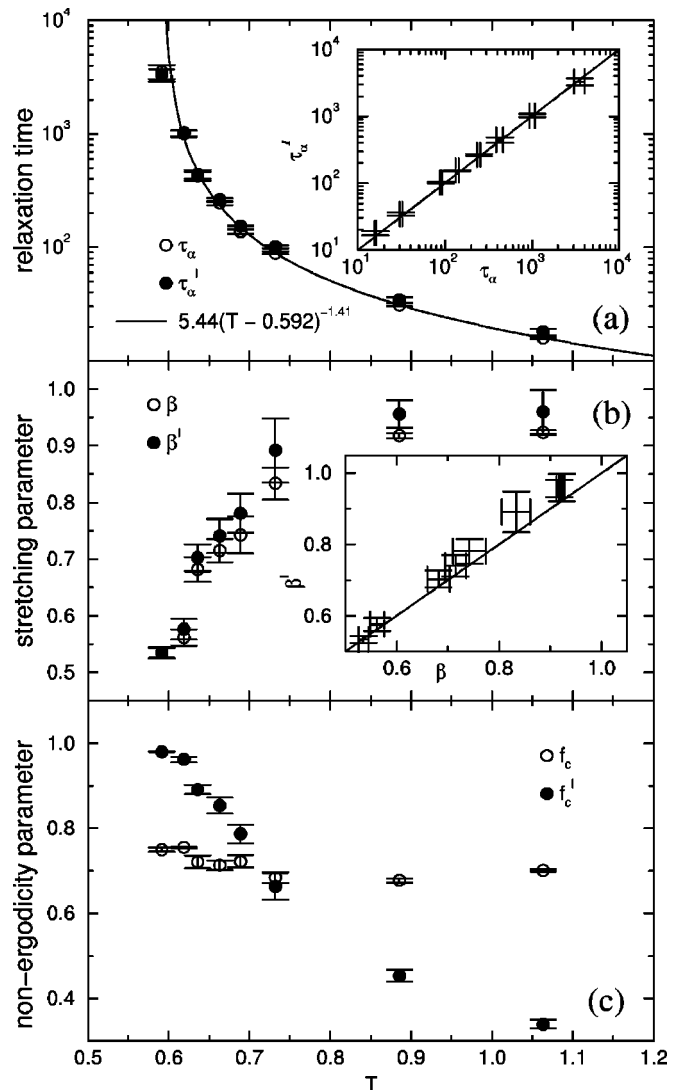 10⁴
10³
10²
relaxation time
τα
τα^I
5.44(T − 0.592)^−1.41
(a)
10⁴
10³
10²
10¹
τα^I
10¹ 10² 10³ 10⁴
τα
1.0
0.9
0.8
0.7
0.6
0.5
stretching parameter
β
β^I
(b)
1.0
0.8
0.6
β^I
0.6 0.8 1.0
β
1.0
0.8
0.6
0.4
0.3
non-ergodicity parameter
f_c
f_c^I
(c)
0.5 0.6 0.7 0.8 0.9 1.0 1.1 1.2
T